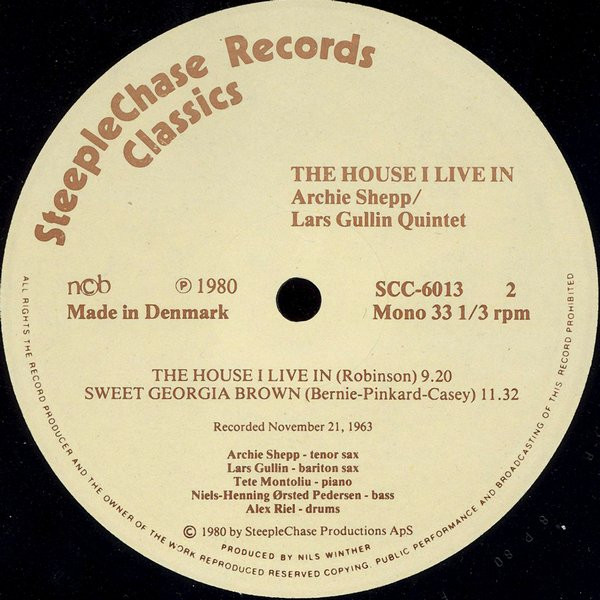 SteepleChase Records
Classics
THE HOUSE I LIVE IN
Archie Shepp/
Lars Gullin Quintet
ncb
℗ 1980
SCC-6013 2
Made in Denmark
Mono 33 1/3 rpm
THE HOUSE I LIVE IN (Robinson) 9.20
SWEET GEORGIA BROWN (Bernie-Pinkard-Casey) 11.32
Recorded November 21, 1963
Archie Shepp - tenor sax
Lars Gullin - bariton sax
Tete Montoliu - piano
Niels-Henning Ørsted Pedersen - bass
Alex Riel - drums
© 1980 by SteepleChase Productions ApS
PRODUCED BY NILS WINTHER
ALL RIGHTS THE RECORD PRODUCER AND THE OWNER OF THE WORK REPRODUCED RESERVED COPYING, PUBLIC PERFORMANCE AND BROADCASTING OF THIS RECORD PROHIBITED